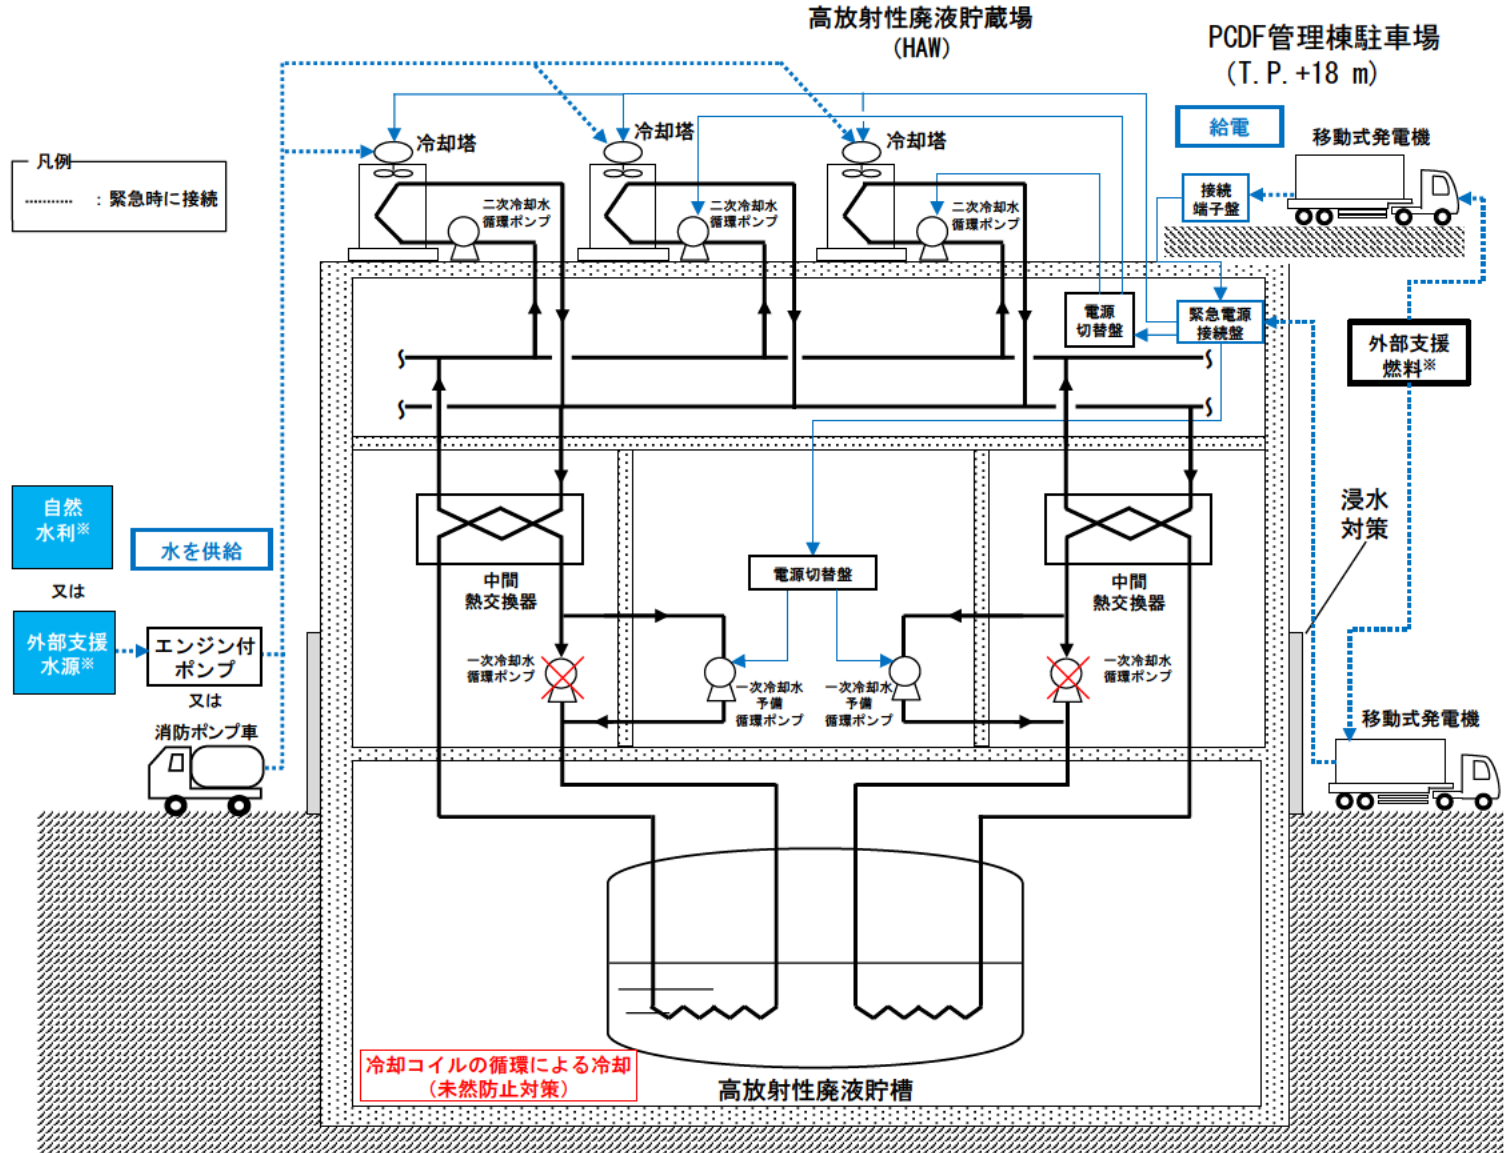 高放射性廃液貯蔵場
(HAW)
PCDF管理棟駐車場
(T.P.+18 m)
給電
移動式発電機
凡例
………… : 緊急時に接続
冷却塔
冷却塔
冷却塔
接続
端子盤
二次冷却水
循環ポンプ
二次冷却水
循環ポンプ
二次冷却水
循環ポンプ
電源
切替盤
緊急電源
接続盤
外部支援
燃料※
自然
水利※
水を供給
又は
浸水
対策
中間
熱交換器
電源切替盤
中間
熱交換器
外部支援
水源※
エンジン付
ポンプ
又は
消防ポンプ車
一次冷却水
循環ポンプ
一次冷却水
予備
循環ポンプ
一次冷却水
予備
循環ポンプ
一次冷却水
循環ポンプ
移動式発電機
冷却コイルの循環による冷却
(未然防止対策)
高放射性廃液貯槽